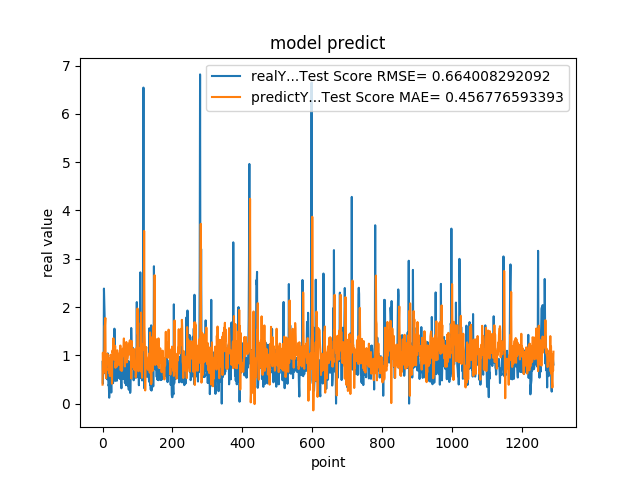 model predict
realY...Test Score RMSE= 0.664008292092
predictY...Test Score MAE= 0.456776593393
7
6
5
4
3
2
1
0
real value
0 200 400 600 800 1000 1200
point